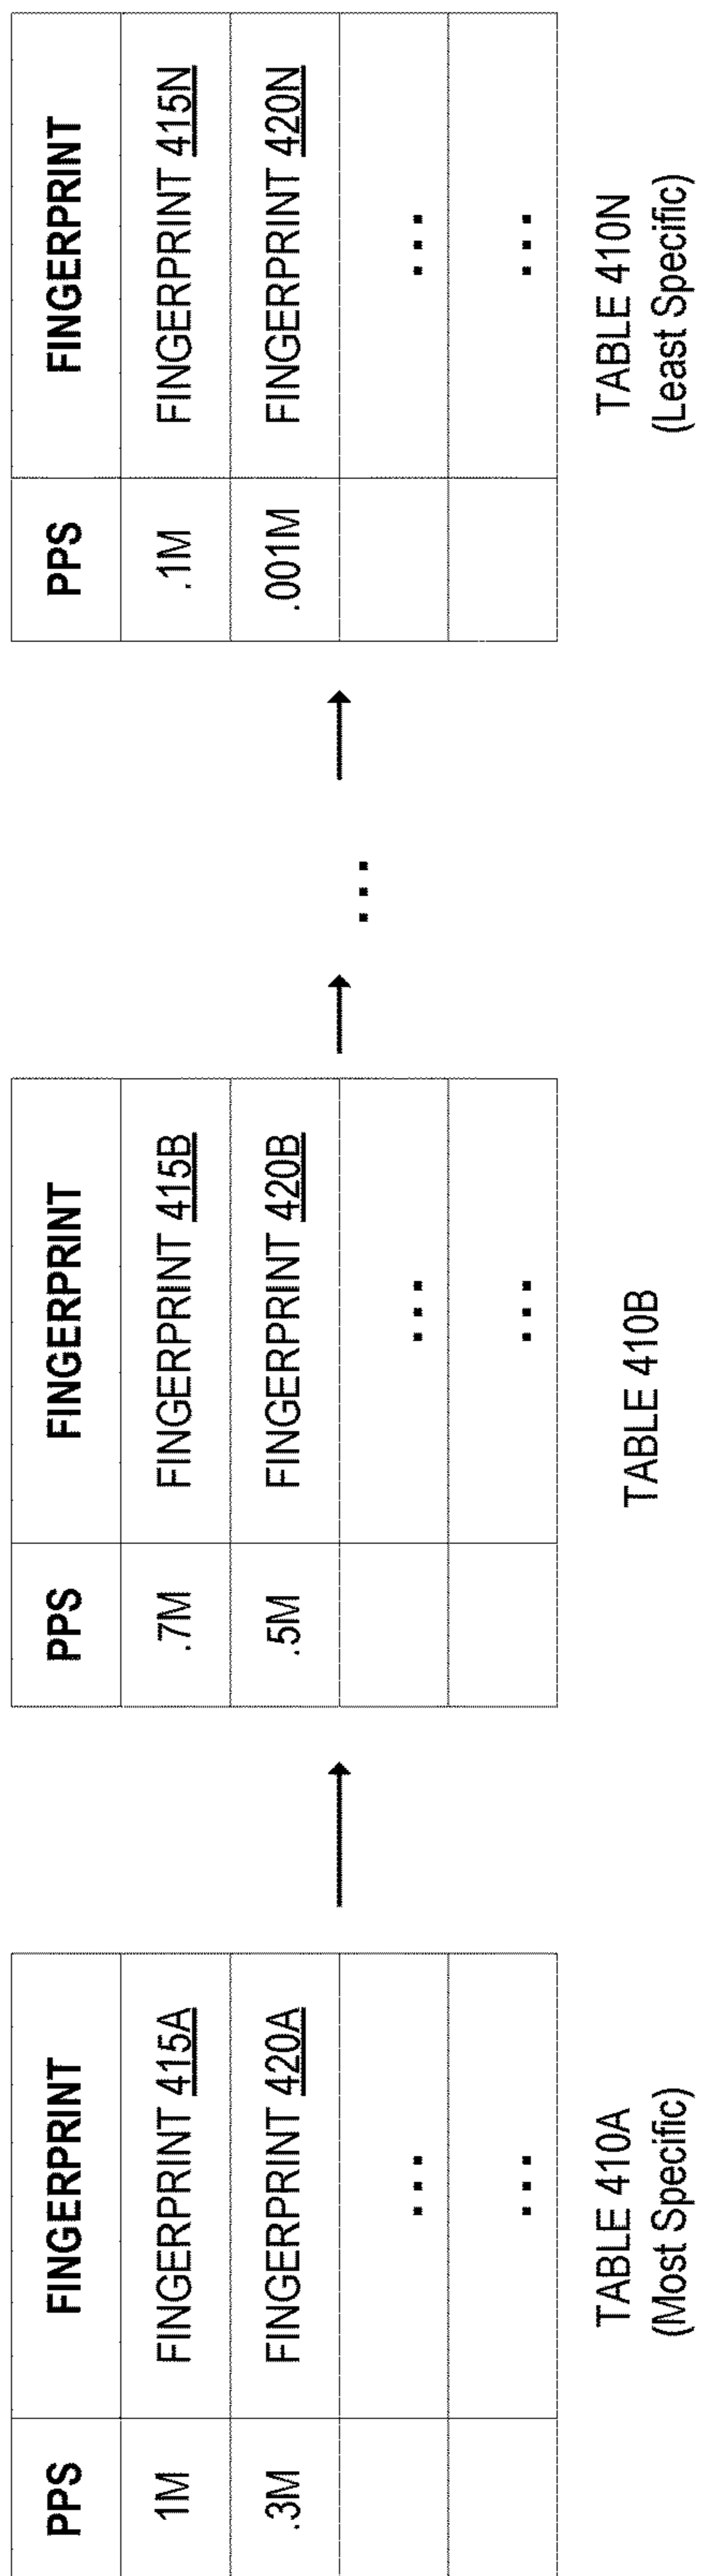 PPS FINGERPRINT
1M FINGERPRINT 415A
.3M FINGERPRINT 420A
... 
...
TABLE 410A
(Most Specific)
PPS FINGERPRINT
.7M FINGERPRINT 415B
.5M FINGERPRINT 420B
...
...
TABLE 410B
...
PPS FINGERPRINT
.1M FINGERPRINT 415N
.001M FINGERPRINT 420N
...
...
TABLE 410N
(Least Specific)